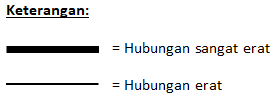 Keterangan:
= Hubungan sangat erat
= Hubungan erat